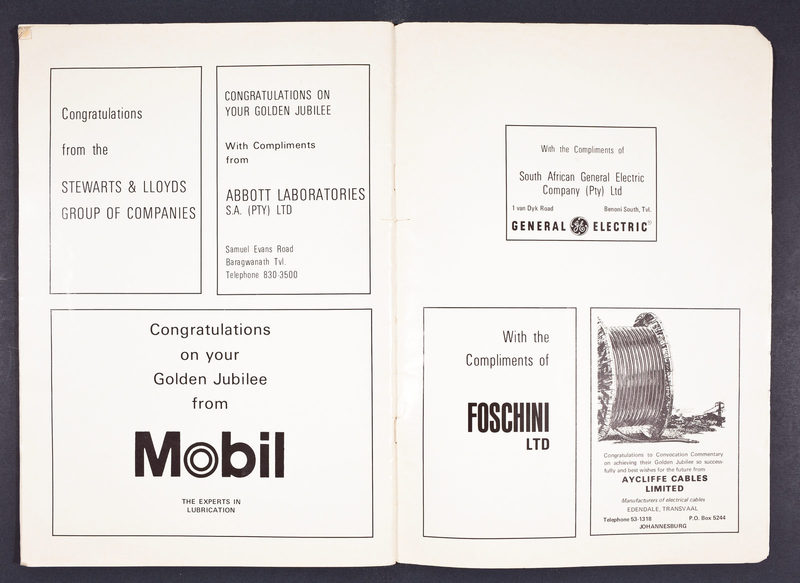 Congratulations
from the
STEWARTS & LLOYDS
GROUP OF COMPANIES
CONGRATULATIONS ON
YOUR GOLDEN JUBILEE
With Compliments
from
ABBOTT LABORATORIES
S.A. (PTY) LTD
Samuel Evans Road
Baragwanath Tvl.
Telephone 830-3500
Congratulations
on your
Golden Jubilee
from
Mobil
THE EXPERTS IN
LUBRICATION
With the Compliments of
South African General Electric
Company (Pty) Ltd
1 van Dyk Road Benoni South, Tvl.
GENERAL GE ELECTRIC
With the
Compliments of
FOSCHINI
LTD
Congratulations to Convocation Commentary
on achieving their Golden Jubilee so success-
fully and best wishes for the future from
AYCLIFFE CABLES
LIMITED
Manufacturers of electrical cables
EDENDALE, TRANSVAAL
Telephone 53-1318 P.O. Box 5244
JOHANNESBURG